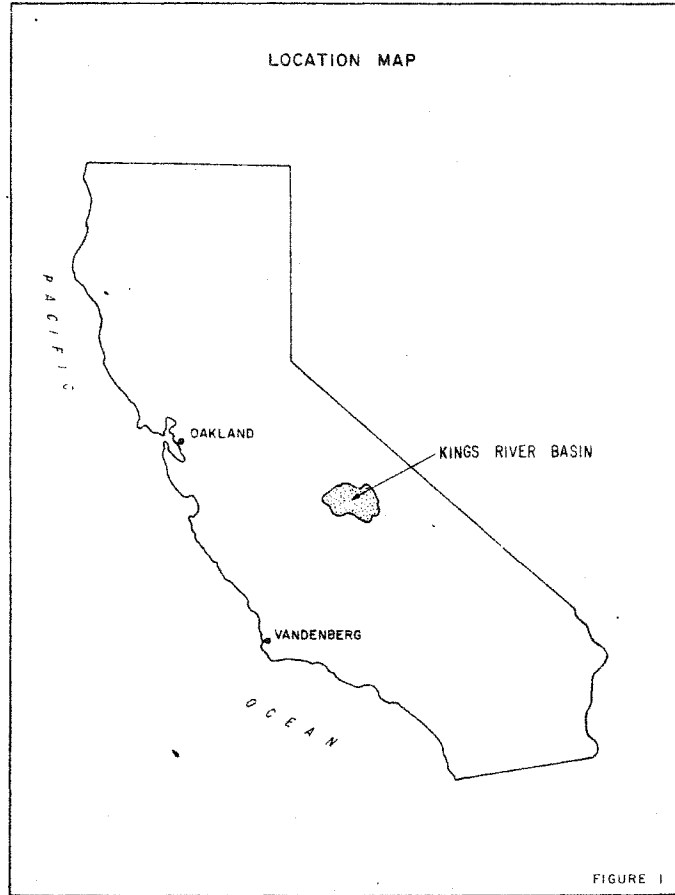 LOCATION MAP
PACIFIC
OAKLAND
KINGS RIVER BASIN
VANDENBERG
OCEAN
FIGURE 1